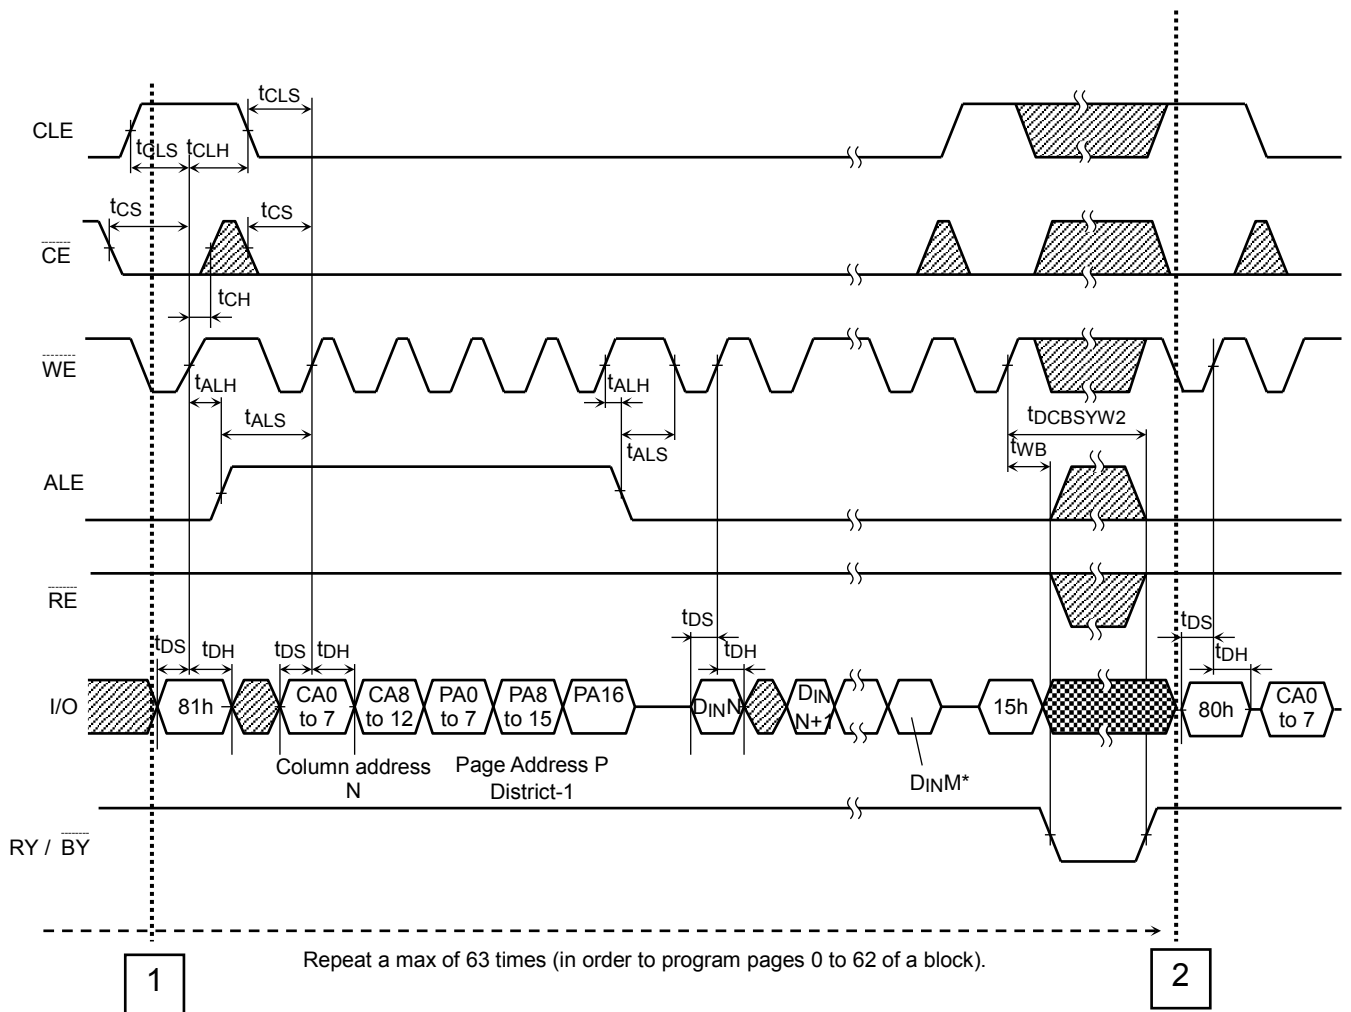 tCLS
CLE
tCLS tCLH
tCS tCS
CE
tCH
WE
tALH tALH
tALS tDCBSYW2
tALS tWB
ALE
RE
tDS tDH tDS tDH tDS tDH tDS tDH
I/O
81h
CA0 to 7
CA8 to 12
PA0 to 7
PA8 to 15
PA16
DINN
DIN N+1
15h
80h
CA0 to 7
Column address N
Page Address P District-1
DINM*
RY / BY
Repeat a max of 63 times (in order to program pages 0 to 62 of a block).
1
2